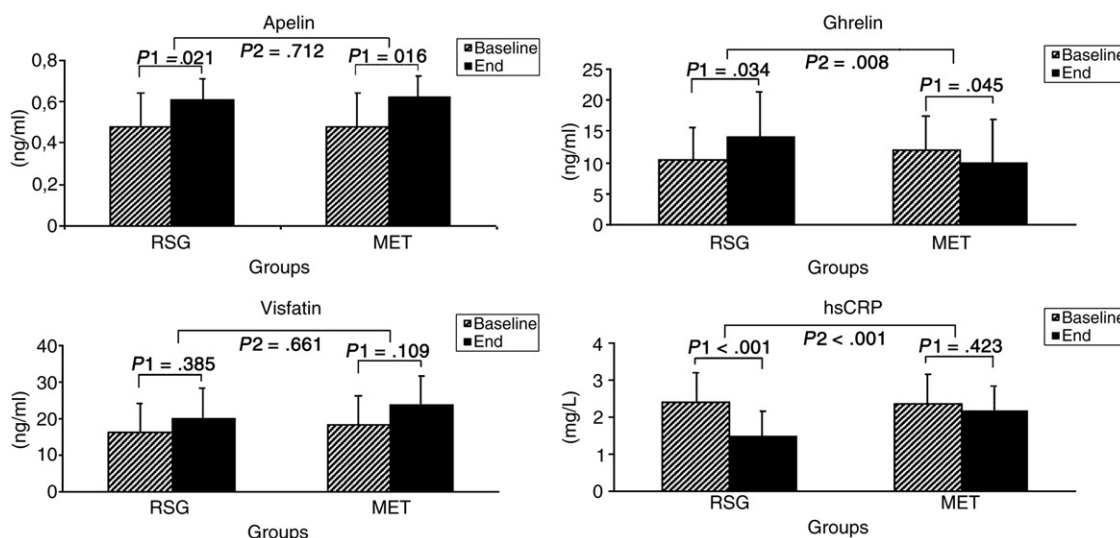 Apelin
P1 = .021
P2 = .712
P1 = 016
Baseline
End
0,8
0,6
0,4
0,2
0
(ng/ml)
RSG
MET
Groups
Ghrelin
P1 = .034
P2 = .008
P1 = .045
Baseline
End
25
20
15
10
5
0
(ng/ml)
RSG
MET
Groups
Visfatin
P1 = .385
P2 = .661
P1 = .109
Baseline
End
40
30
20
10
0
(ng/ml)
RSG
MET
Groups
hsCRP
P1 < .001
P2 < .001
P1 = .423
Baseline
End
4
3
2
1
0
(mg/L)
RSG
MET
Groups